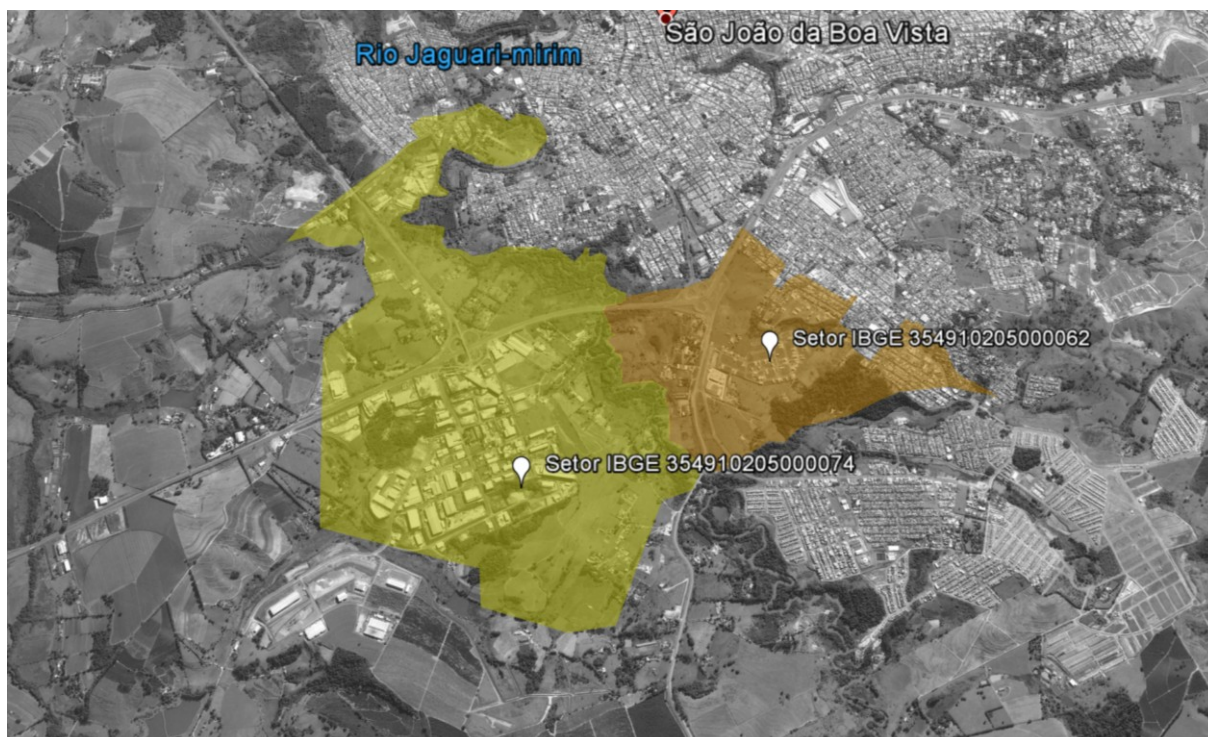 São João da Boa Vista
Rio Jaguari-mirim
Setor IBGE 354910205000062
Setor IBGE 354910205000074